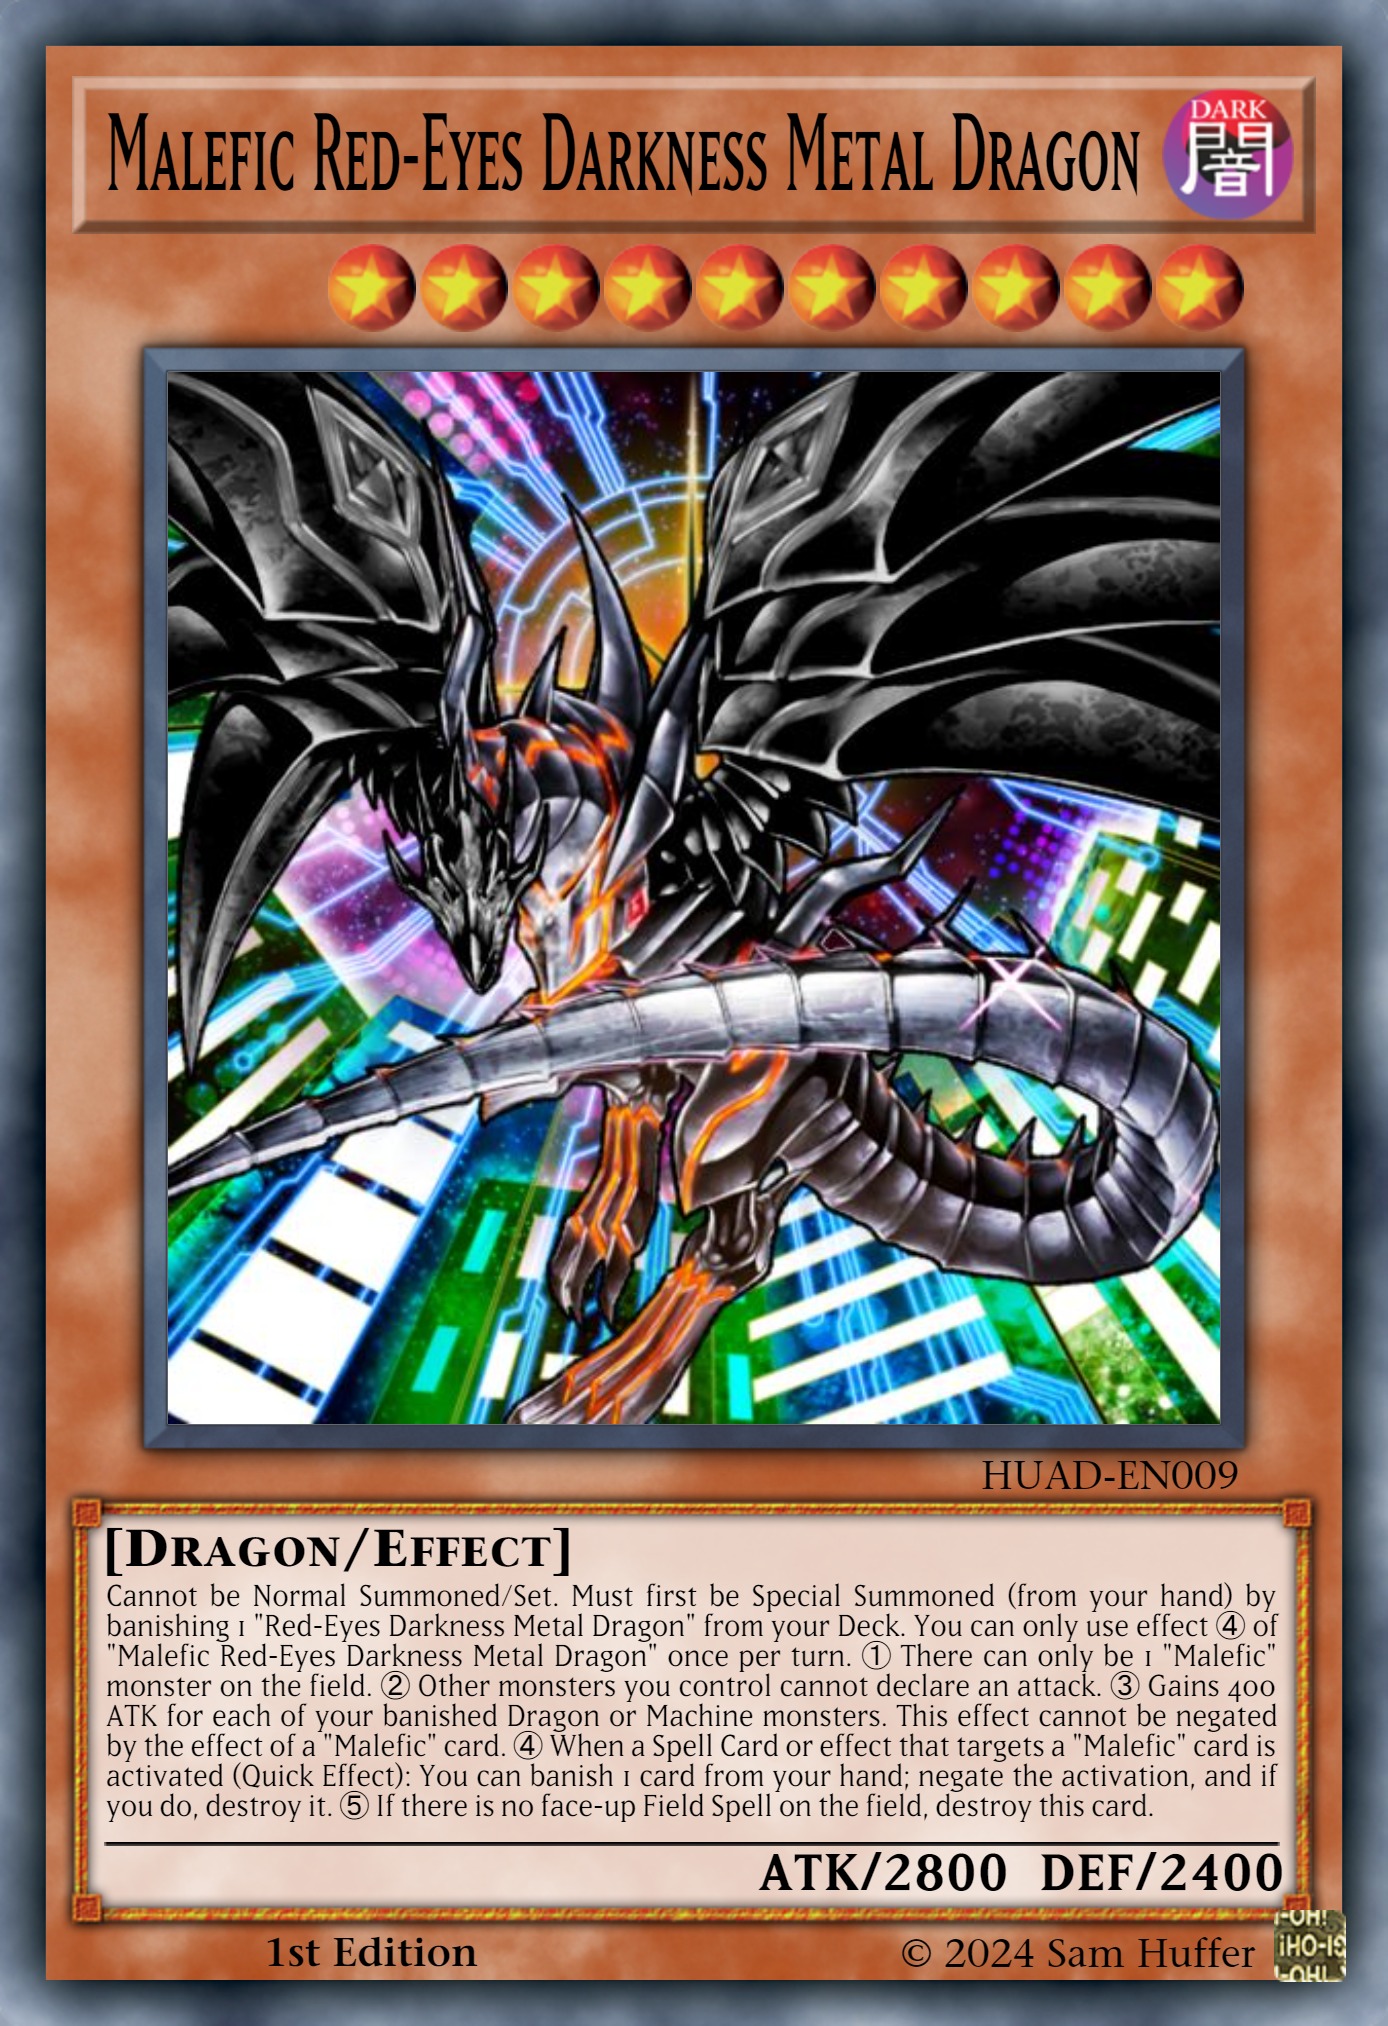 Malefic Red-Eyes Darkness Metal Dragon
DARK
闇
HUAD-EN009
[Dragon/Effect]
Cannot be Normal Summoned/Set. Must first be Special Summoned (from your hand) by
banishing 1 "Red-Eyes Darkness Metal Dragon" from your Deck. You can only use effect ④ of
"Malefic Red-Eyes Darkness Metal Dragon" once per turn. ① There can only be 1 "Malefic"
monster on the field. ② Other monsters you control cannot declare an attack. ③ Gains 400
ATK for each of your banished Dragon or Machine monsters. This effect cannot be negated
by the effect of a "Malefic" card. ④ When a Spell Card or effect that targets a "Malefic" card is
activated (Quick Effect): You can banish 1 card from your hand; negate the activation, and if
you do, destroy it. ⑤ If there is no face-up Field Spell on the field, destroy this card.
ATK/2800 DEF/2400
1st Edition
© 2024 Sam Huffer